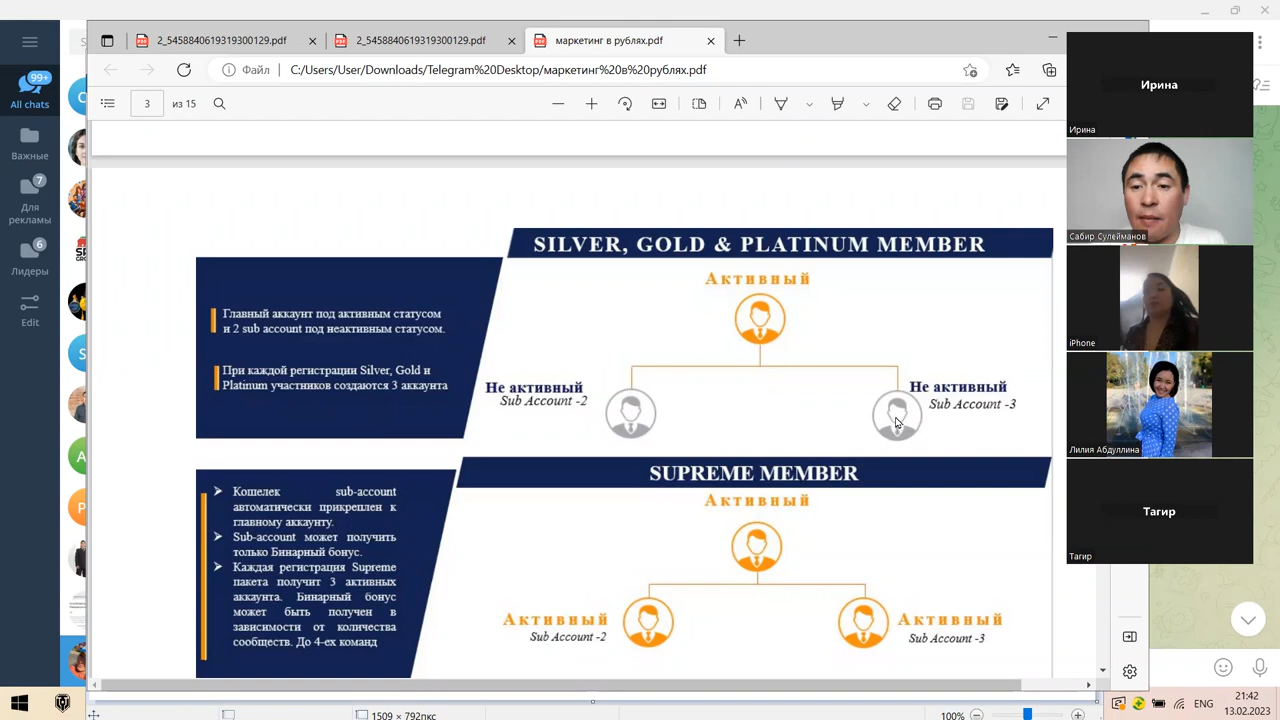 2_5458840619319300129.pdf
2_5458840619319300129.pdf
маркетинг в рублях.pdf
Файл
C:/Users/User/Downloads/Telegram%20Desktop/маркетинг%20в%20рублях.pdf
3 из 15
99+
All chats
Важные
7
Для
рекламы
6
Лидеры
Edit
SILVER, GOLD & PLATINUM MEMBER
Активный
Главный аккаунт под активным статусом
и 2 sub account под неактивным статусом.
При каждой регистрации Silver, Gold и
Platinum участников создаются 3 аккаунта
Не активный
Sub Account -2
Не активный
Sub Account -3
SUPREME MEMBER
Активный
Кошелек sub-account
автоматически прикреплен к
главному аккаунту.
Sub-account может получить
только Бинарный бонус.
Каждая регистрация Supreme
пакета получит 3 активных
аккаунта. Бинарный бонус
может быть получен в
зависимости от количества
сообществ. До 4-ех команд
Активный
Sub Account -2
Активный
Sub Account -3
Ирина
Ирина
Сабир Сулейманов
iPhone
Лилия Абдуллина
Тагир
Тагир
1509 × 792пкс
100%
ENG
21:42
13.02.2023